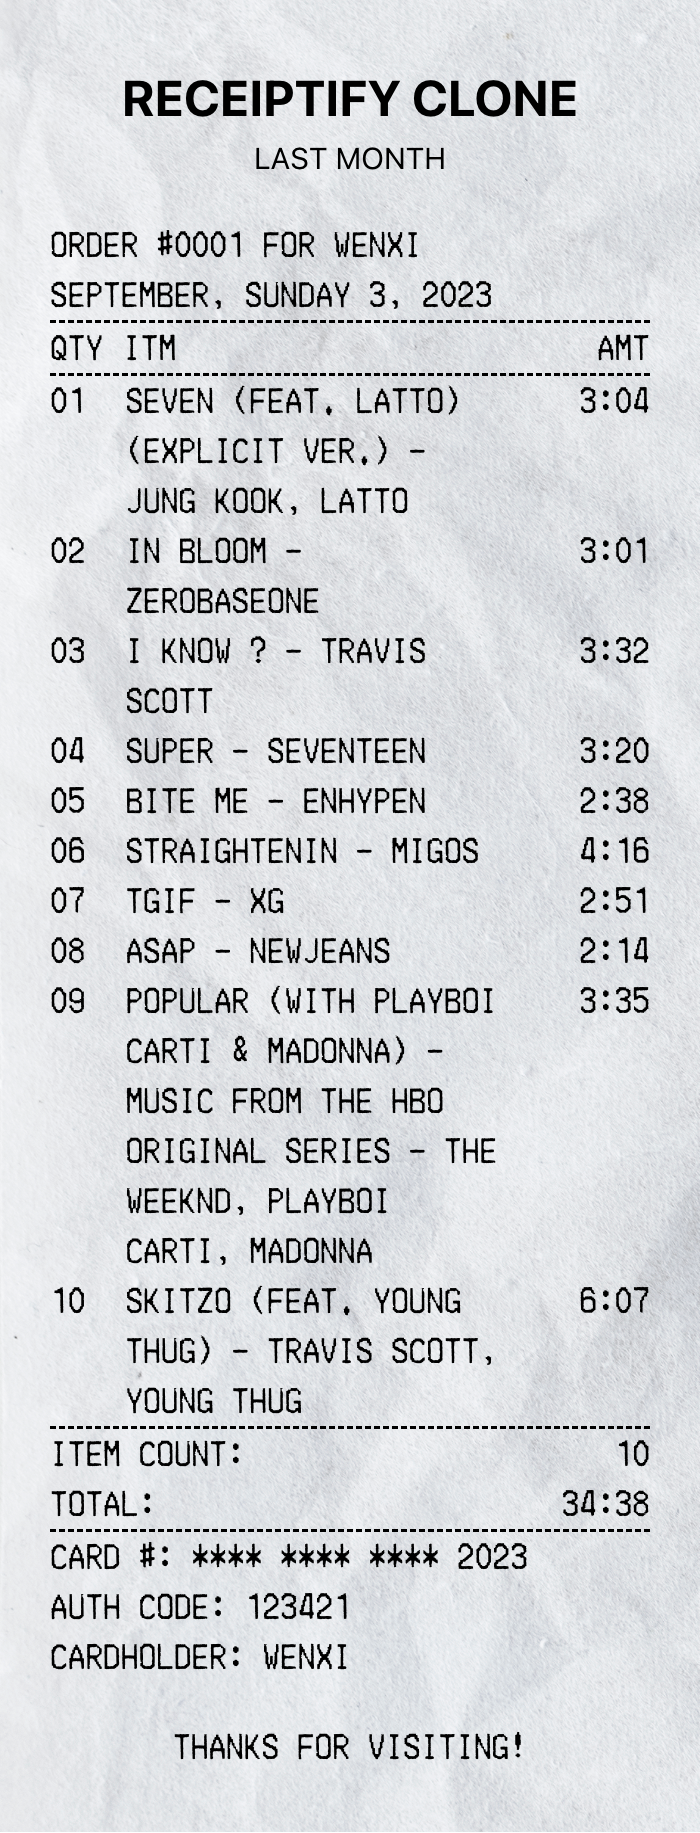 RECEIPTIFY CLONE
LAST MONTH
ORDER #0001 FOR WENXI
SEPTEMBER, SUNDAY 3, 2023
QTY ITM AMT
01 SEVEN (FEAT. LATTO) 3:04
(EXPLICIT VER.) -
JUNG KOOK, LATTO
02 IN BLOOM - 3:01
ZEROBASEONE
03 I KNOW ? - TRAVIS 3:32
SCOTT
04 SUPER - SEVENTEEN 3:20
05 BITE ME - ENHYPEN 2:38
06 STRAIGHTENIN - MIGOS 4:16
07 TGIF - XG 2:51
08 ASAP - NEWJEANS 2:14
09 POPULAR (WITH PLAYBOI 3:35
CARTI & MADONNA) -
MUSIC FROM THE HBO
ORIGINAL SERIES - THE
WEEKND, PLAYBOI
CARTI, MADONNA
10 SKITZO (FEAT. YOUNG 6:07
THUG) - TRAVIS SCOTT,
YOUNG THUG
ITEM COUNT: 10
TOTAL: 34:38
CARD #: **** **** **** 2023
AUTH CODE: 123421
CARDHOLDER: WENXI
THANKS FOR VISITING!